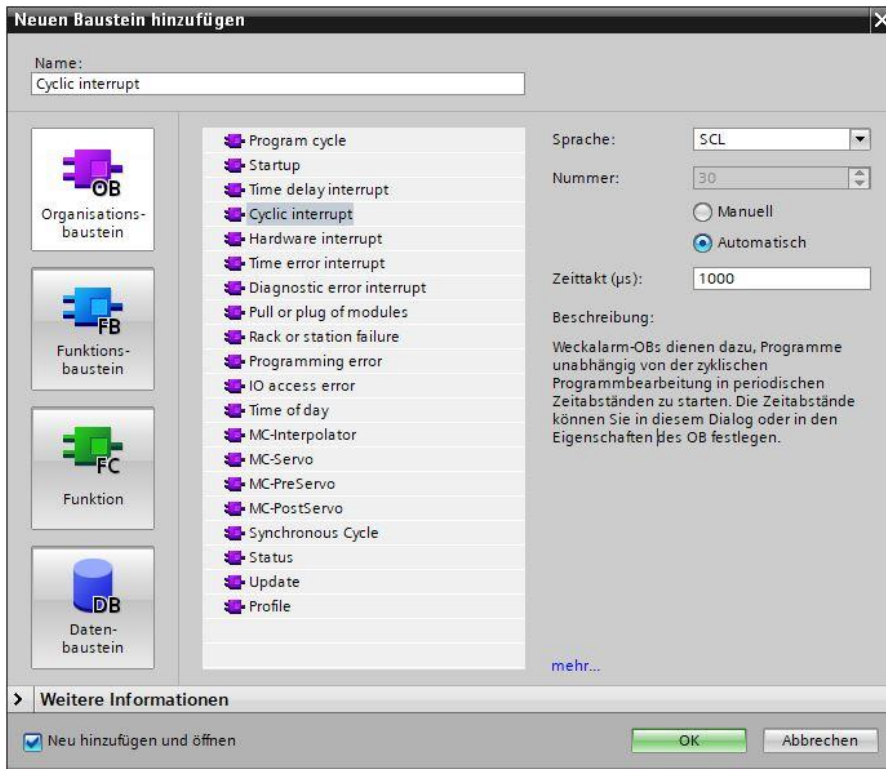 Neuen Baustein hinzufügen
Name:
Cyclic interrupt
OB
Organisations-
baustein
FB
Funktions-
baustein
FC
Funktion
DB
Daten-
baustein
Program cycle
Startup
Time delay interrupt
Cyclic interrupt
Hardware interrupt
Time error interrupt
Diagnostic error interrupt
Pull or plug of modules
Rack or station failure
Programming error
IO access error
Time of day
MC-Interpolator
MC-Servo
MC-PreServo
MC-PostServo
Synchronous Cycle
Status
Update
Profile
Sprache: SCL
Nummer: 30
Manuell
Automatisch
Zeittakt (µs): 1000
Beschreibung:
Weckalarm-OBs dienen dazu, Programme
unabhängig von der zyklischen
Programmbearbeitung in periodischen
Zeitabständen zu starten. Die Zeitabstände
können Sie in diesem Dialog oder in den
Eigenschaften des OB festlegen.
mehr...
Weitere Informationen
Neu hinzufügen und öffnen
OK
Abbrechen